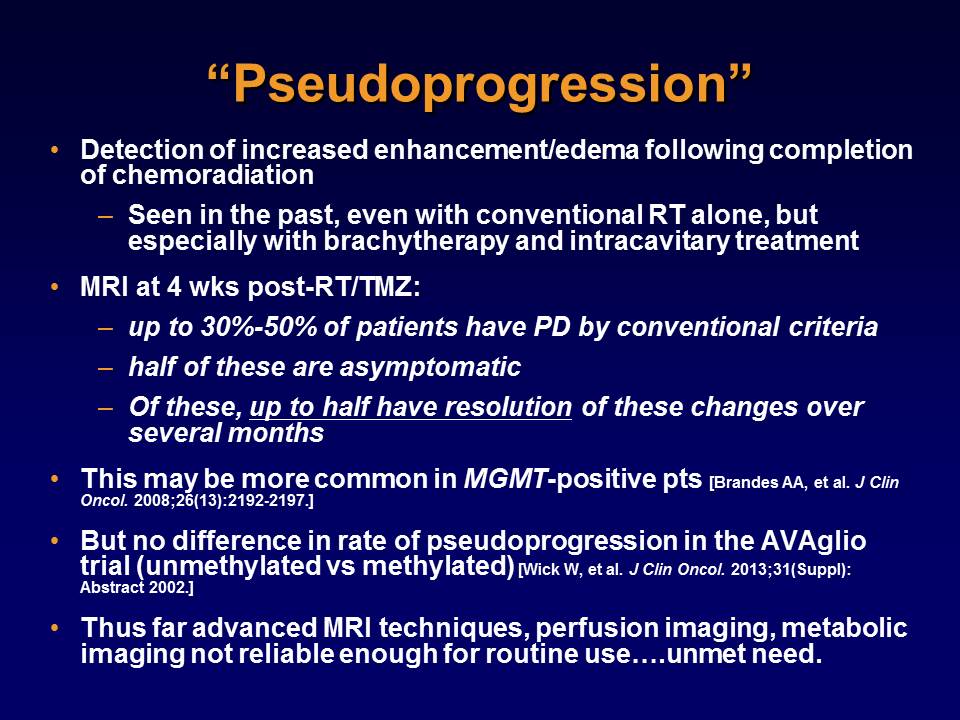 “Pseudoprogression”
• Detection of increased enhancement/edema following completion
of chemoradiation
– Seen in the past, even with conventional RT alone, but
especially with brachytherapy and intracavitary treatment
• MRI at 4 wks post-RT/TMZ:
– up to 30%-50% of patients have PD by conventional criteria
– half of these are asymptomatic
– Of these, up to half have resolution of these changes over
several months
• This may be more common in MGMT-positive pts [Brandes AA, et al. J Clin
Oncol. 2008;26(13):2192-2197.]
• But no difference in rate of pseudoprogression in the AVAglio
trial (unmethylated vs methylated) [Wick W, et al. J Clin Oncol. 2013;31(Suppl):
Abstract 2002.]
• Thus far advanced MRI techniques, perfusion imaging, metabolic
imaging not reliable enough for routine use….unmet need.